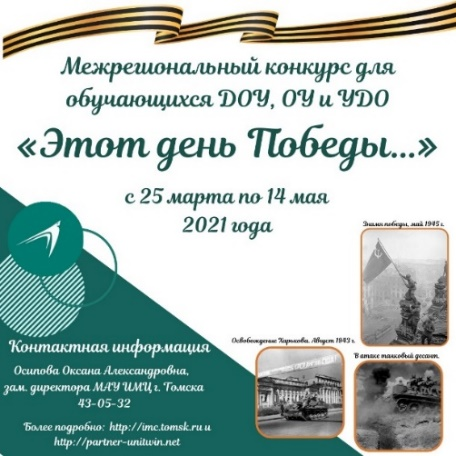 Межрегиональный конкурс для
обучающихся ДОУ, ОУ и УДО
«Этот день Победы...»
с 25 марта по 14 мая
2021 года
Знамя победы, май 1945 г.
Освобождение Харькова. Август 1943 г.
В атаке танковый десант.
Контактная информация
Осипова Оксана Александровна,
зам. директора МАУ ИМЦ г. Томска
43-05-32
Более подробно: http://imc.tomsk.ru и
http://partner-unitwin.net